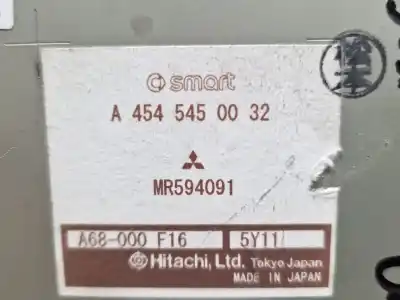 smart
A 454 545 00 32
MR594091
A68-000 F16 5Y11
Hitachi, Ltd. Tokyo Japan
MADE IN JAPAN